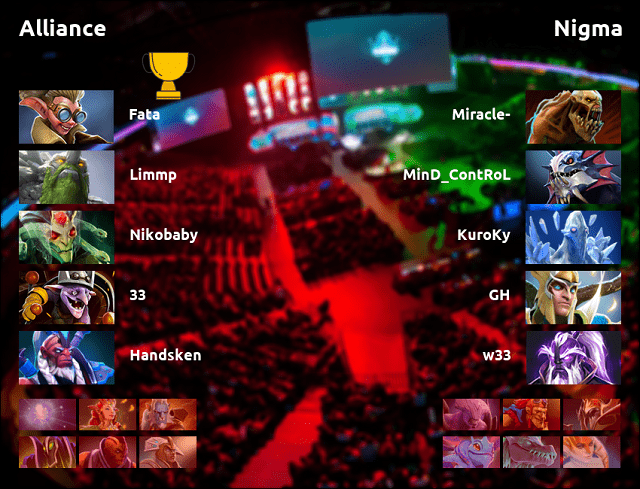 Alliance
Nigma
Fata
Miracle-
Limmp
MinD_ContRoL
Nikobaby
KuroKy
33
GH
Handsken
w33